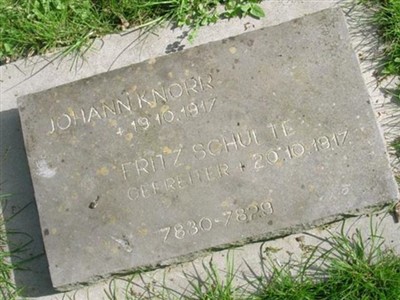 JOHANN KNORR
+ 19.10.1917
FRITZ SCHULTE
GEFREITER + 20.10.1917
7830-7829